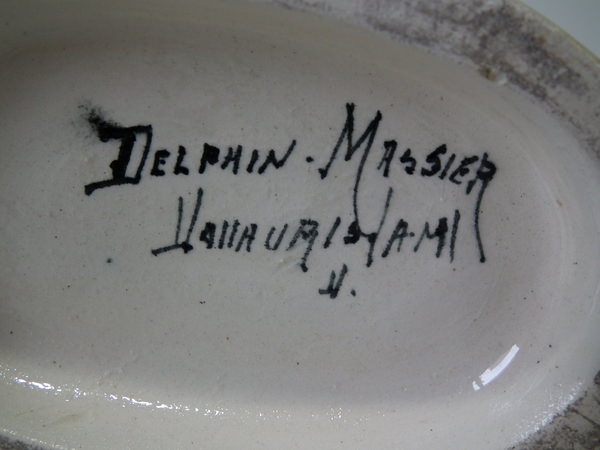 DELPHIN-MASSIER
VALLAURIS (A.M)
V.